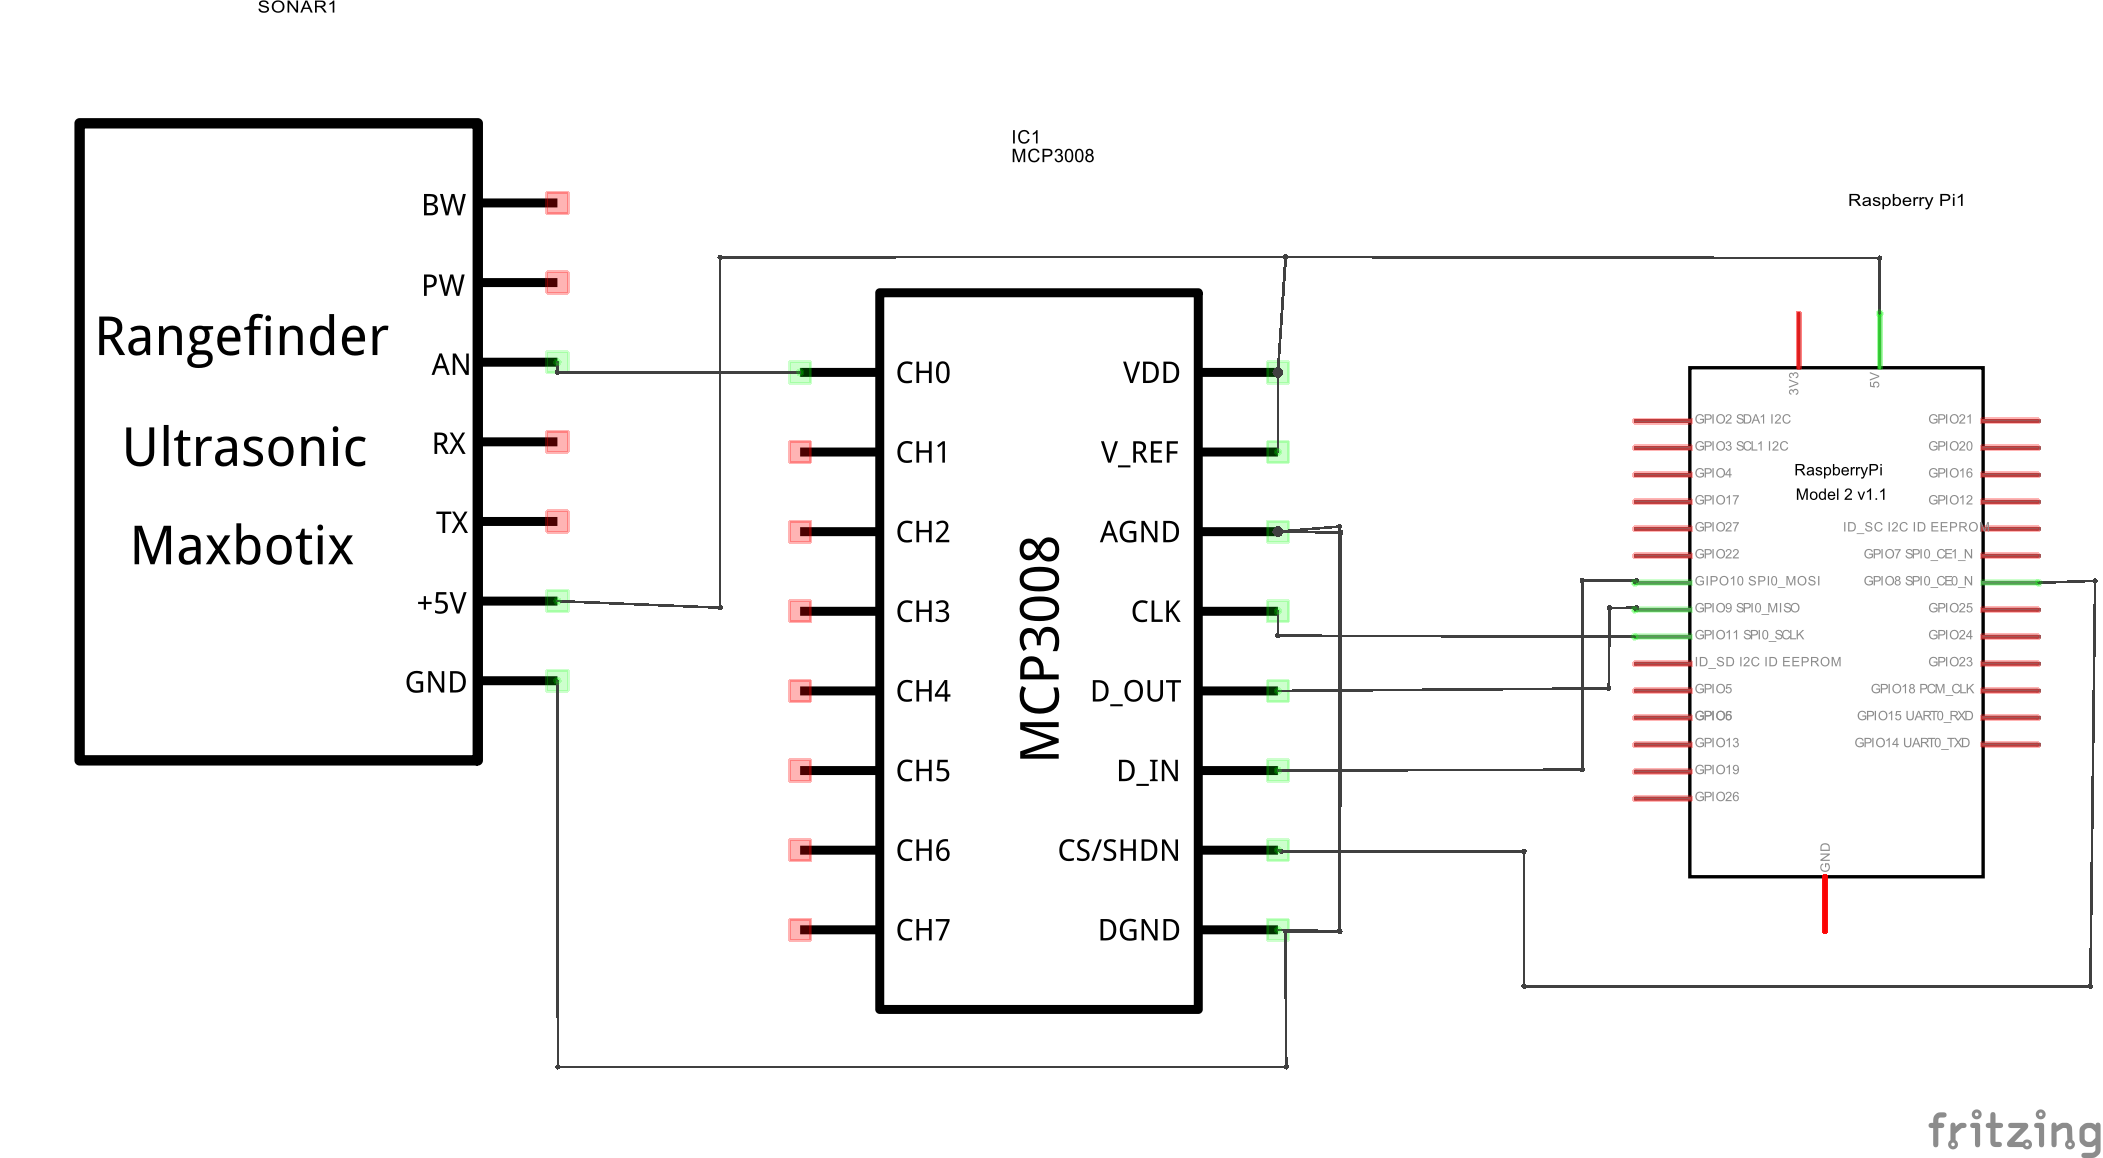 SONAR1
IC1
MCP3008
Raspberry Pi1
Rangefinder
Ultrasonic
Maxbotix
BW
PW
AN
RX
TX
+5V
GND
CH0
CH1
CH2
CH3
CH4
CH5
CH6
CH7
MCP3008
VDD
V_REF
AGND
CLK
D_OUT
D_IN
CS/SHDN
DGND
3V3
5V
RaspberryPi
Model 2 v1.1
GPIO2 SDA1 I2C
GPIO3 SCL1 I2C
GPIO4
GPIO17
GPIO27
GPIO22
GIPO10 SPI0_MOSI
GPIO9 SPI0_MISO
GPIO11 SPI0_SCLK
ID_SD I2C ID EEPROM
GPIO5
GPIO6
GPIO13
GPIO19
GPIO26
GPIO21
GPIO20
GPIO16
GPIO12
ID_SC I2C ID EEPROM
GPIO7 SPI0_CE1_N
GPIO8 SPI0_CE0_N
GPIO25
GPIO24
GPIO23
GPIO18 PCM_CLK
GPIO15 UART0_RXD
GPIO14 UART0_TXD
GND
fritzing